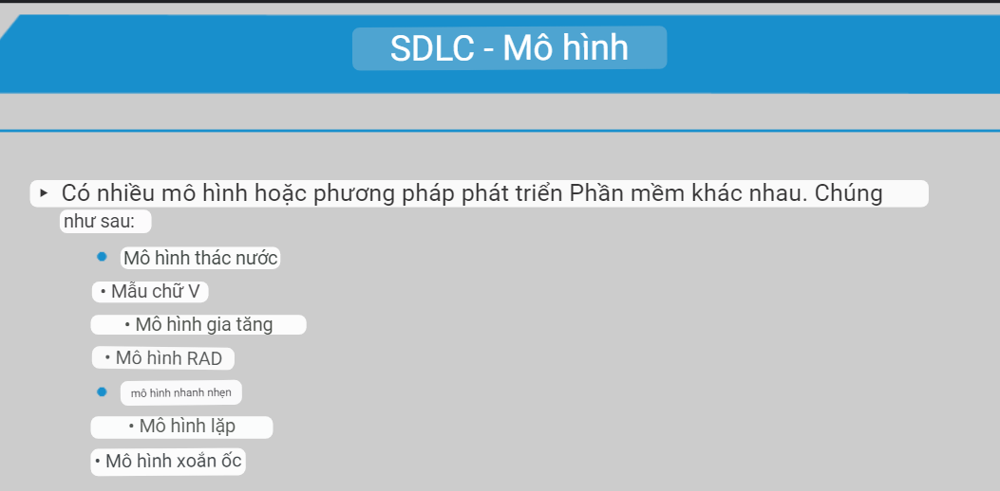 SDLC - Mô hình
▸ Có nhiều mô hình hoặc phương pháp phát triển Phần mềm khác nhau. Chúng
như sau:
• Mô hình thác nước
• Mẫu chữ V
• Mô hình gia tăng
• Mô hình RAD
• mô hình nhanh nhẹn
• Mô hình lặp
• Mô hình xoắn ốc